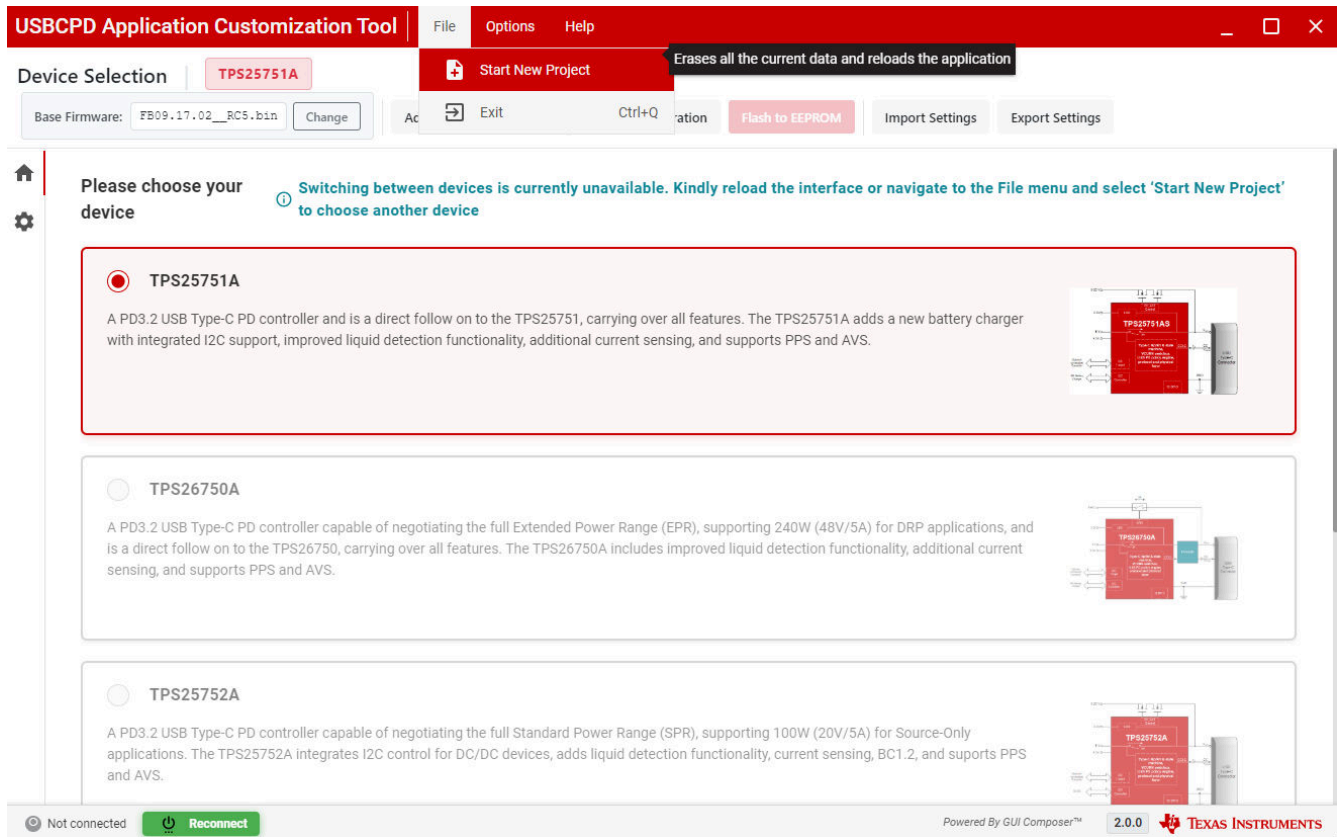 USBCPD Application Customization Tool
File Options Help
Start New Project
Erases all the current data and reloads the application
Exit Ctrl+Q
Device Selection TPS25751A
Base Firmware: FB09.17.02__RC5.bin Change
Ac
ration
Flash to EEPROM
Import Settings
Export Settings
Please choose your
device
Switching between devices is currently unavailable. Kindly reload the interface or navigate to the File menu and select ‘Start New Project’
to choose another device
TPS25751A
A PD3.2 USB Type-C PD controller and is a direct follow on to the TPS25751, carrying over all features. The TPS25751A adds a new battery charger
with integrated I2C support, improved liquid detection functionality, additional current sensing, and supports PPS and AVS.
TPS25751AS
TPS26750A
A PD3.2 USB Type-C PD controller capable of negotiating the full Extended Power Range (EPR), supporting 240W (48V/5A) for DRP applications, and
is a direct follow on to the TPS26750, carrying over all features. The TPS26750A includes improved liquid detection functionality, additional current
sensing, and supports PPS and AVS.
TPS26750A
TPS25752A
A PD3.2 USB Type-C PD controller capable of negotiating the full Standard Power Range (SPR), supporting 100W (20V/5A) for Source-Only
applications. The TPS25752A integrates I2C control for DC/DC devices, adds liquid detection functionality, current sensing, BC1.2, and suports PPS
and AVS.
TPS25752A
Not connected Reconnect
Powered By GUI Composer™ 2.0.0 TEXAS INSTRUMENTS